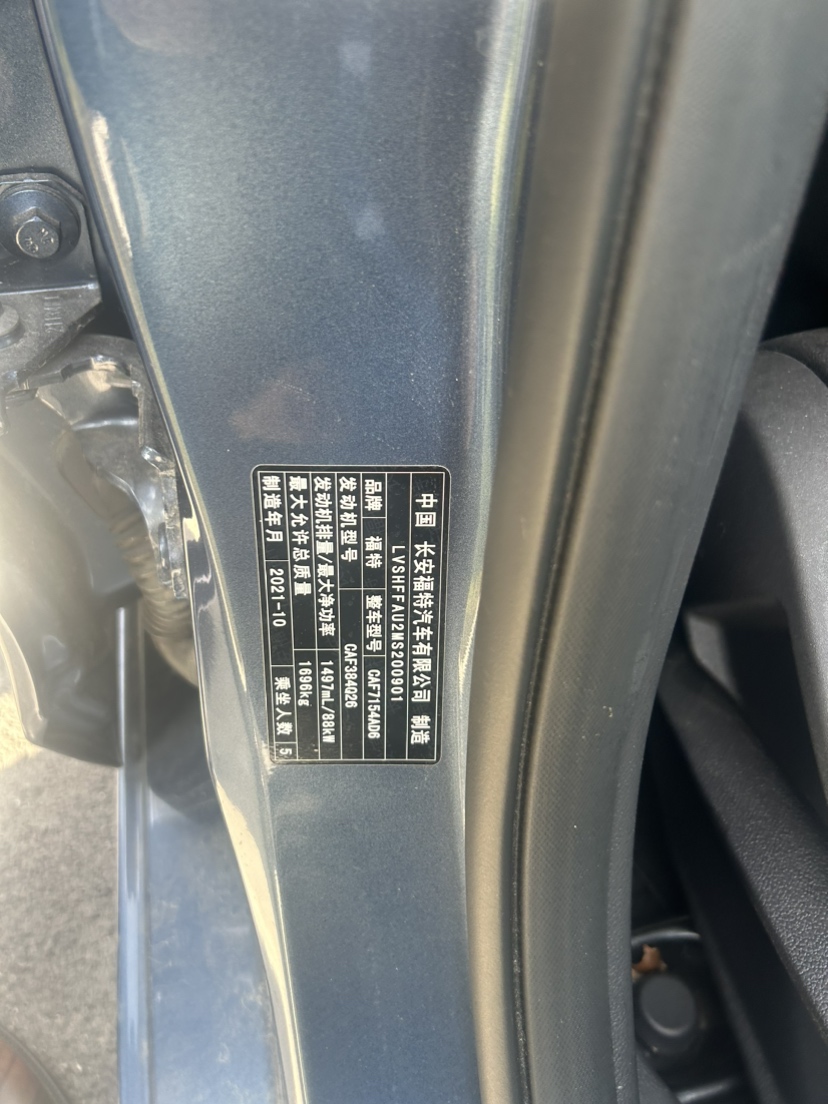 中国 长安福特汽车有限公司 制造
LVSHFFAU2MS200901
品牌 福特 整车型号 CAF7154AD6
发动机型号 CAF384Q26
发动机排量/最大净功率 1497mL/88kW
最大允许总质量 1696kg
制造年月 2021-10 乘坐人数 5